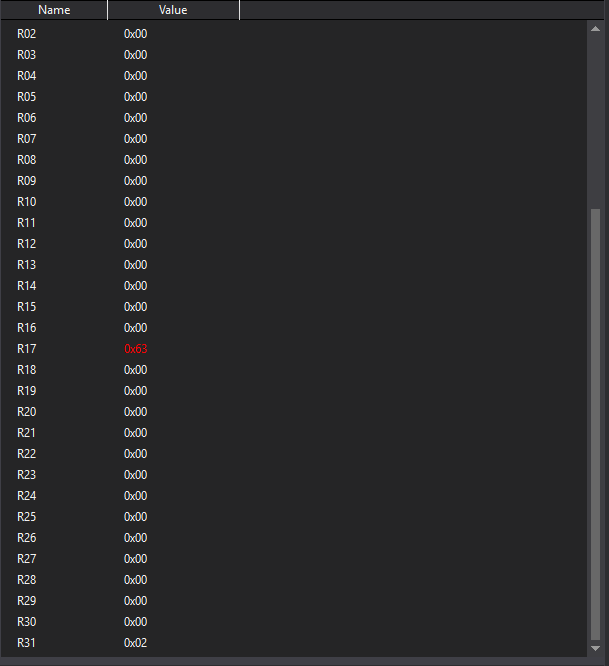 Name Value
R02 0x00
R03 0x00
R04 0x00
R05 0x00
R06 0x00
R07 0x00
R08 0x00
R09 0x00
R10 0x00
R11 0x00
R12 0x00
R13 0x00
R14 0x00
R15 0x00
R16 0x00
R17 0x63
R18 0x00
R19 0x00
R20 0x00
R21 0x00
R22 0x00
R23 0x00
R24 0x00
R25 0x00
R26 0x00
R27 0x00
R28 0x00
R29 0x00
R30 0x00
R31 0x02